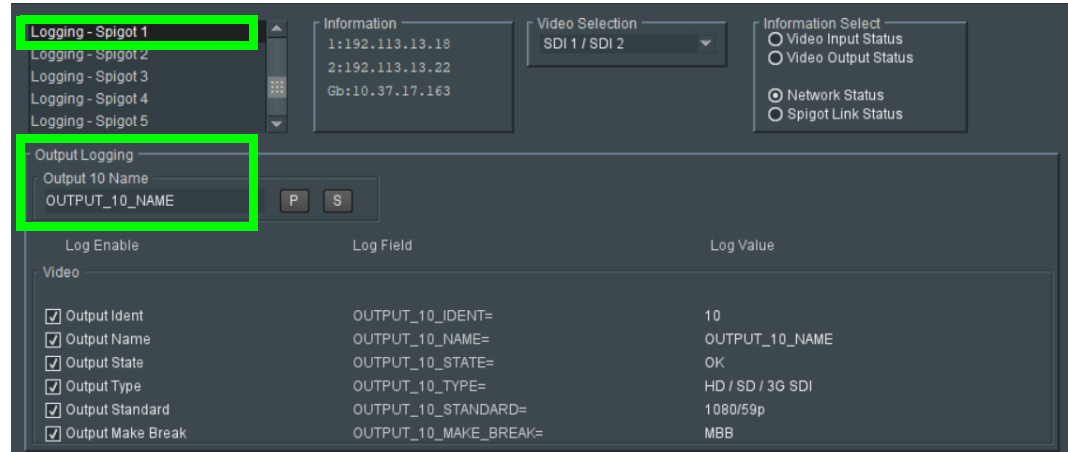 Logging - Spigot 1
Logging - Spigot 2
Logging - Spigot 3
Logging - Spigot 4
Logging - Spigot 5
Information
1:192.113.13.18
2:192.113.13.22
Gb:10.37.17.163
Video Selection
SDI 1 / SDI 2
Information Select
Video Input Status
Video Output Status
Network Status
Spigot Link Status
Output Logging
Output 10 Name
OUTPUT_10_NAME P S
Log Enable Log Field Log Value
Video
Output Ident OUTPUT_10_IDENT= 10
Output Name OUTPUT_10_NAME= OUTPUT_10_NAME
Output State OUTPUT_10_STATE= OK
Output Type OUTPUT_10_TYPE= HD / SD / 3G SDI
Output Standard OUTPUT_10_STANDARD= 1080/59p
Output Make Break OUTPUT_10_MAKE_BREAK= MBB